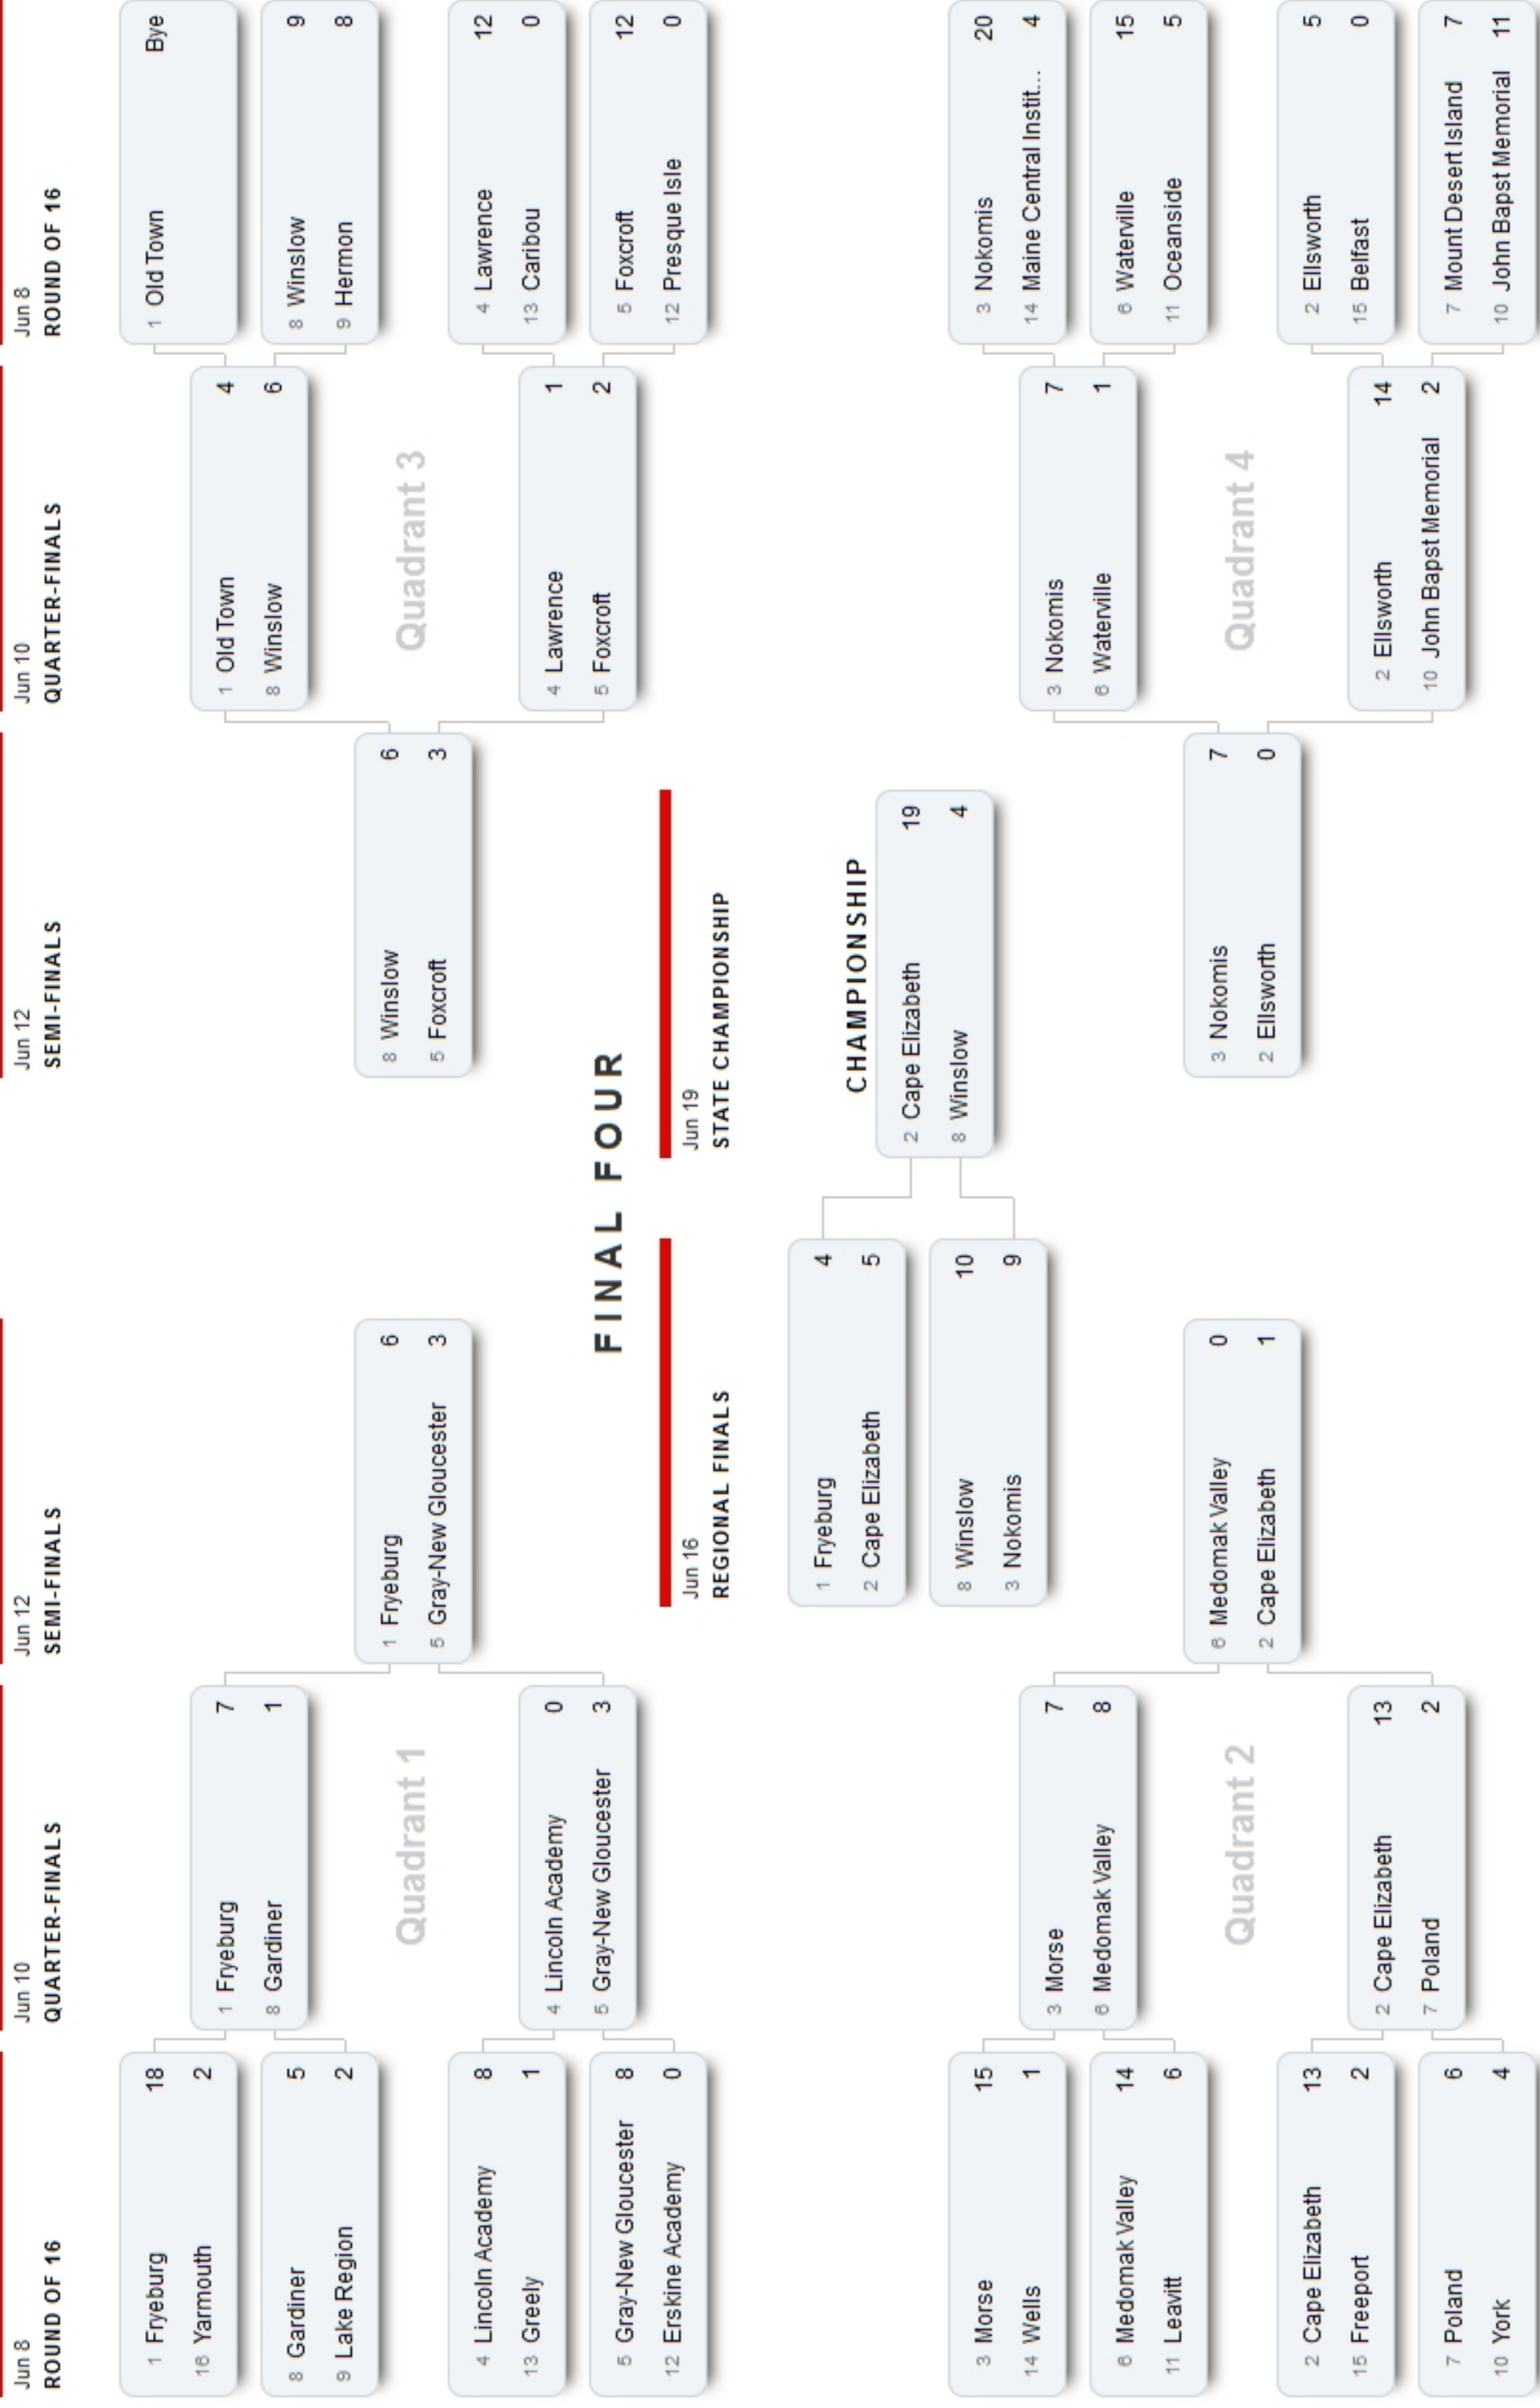 Jun 8
ROUND OF 16
Jun 10
QUARTER-FINALS
Jun 12
SEMI-FINALS
Jun 12
SEMI-FINALS
Jun 10
QUARTER-FINALS
Jun 8
ROUND OF 16
1 Fryeburg 18
16 Yarmouth 2
8 Gardiner 5
9 Lake Region 2
4 Lincoln Academy 8
13 Greely 1
5 Gray-New Gloucester 8
12 Erskine Academy 0
1 Fryeburg 7
8 Gardiner 1
Quadrant 1
4 Lincoln Academy 0
5 Gray-New Gloucester 3
1 Fryeburg 6
5 Gray-New Gloucester 3
8 Winslow 6
5 Foxcroft 3
1 Old Town 4
8 Winslow 6
Quadrant 3
4 Lawrence 1
5 Foxcroft 2
1 Old Town Bye
8 Winslow 9
9 Hermon 8
4 Lawrence 12
13 Caribou 0
5 Foxcroft 12
12 Presque Isle 0
FINAL FOUR
Jun 16
REGIONAL FINALS
Jun 19
STATE CHAMPIONSHIP
1 Fryeburg 4
2 Cape Elizabeth 5
8 Winslow 10
3 Nokomis 9
CHAMPIONSHIP
2 Cape Elizabeth 19
8 Winslow 4
3 Morse 15
14 Wells 1
6 Medomak Valley 14
11 Leavitt 6
2 Cape Elizabeth 13
15 Freeport 2
7 Poland 6
10 York 4
3 Morse 7
6 Medomak Valley 8
Quadrant 2
2 Cape Elizabeth 13
7 Poland 2
6 Medomak Valley 0
2 Cape Elizabeth 1
3 Nokomis 7
2 Ellsworth 0
3 Nokomis 7
6 Waterville 1
Quadrant 4
2 Ellsworth 14
10 John Bapst Memorial 2
3 Nokomis 20
14 Maine Central Instit... 4
6 Waterville 15
11 Oceanside 5
2 Ellsworth 5
15 Belfast 0
7 Mount Desert Island 7
10 John Bapst Memorial 11